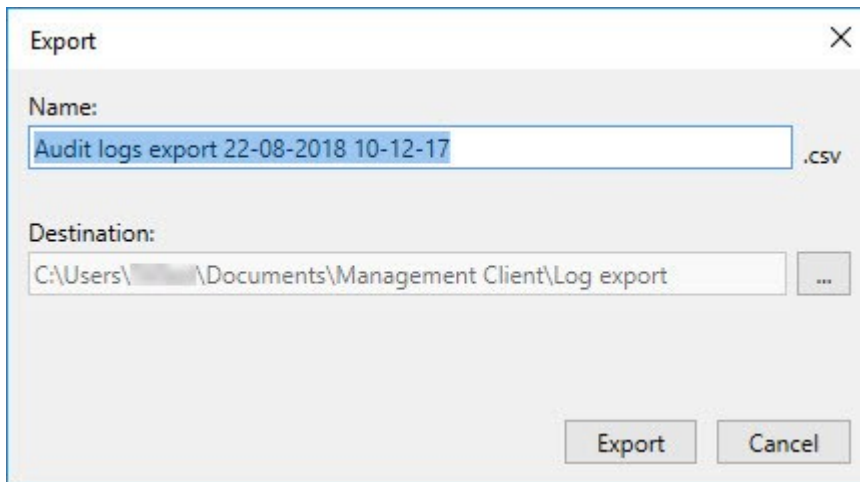 Export
Name:
Audit logs export 22-08-2018 10-12-17 .csv
Destination:
C:\Users\ \Documents\Management Client\Log export ...
Export Cancel